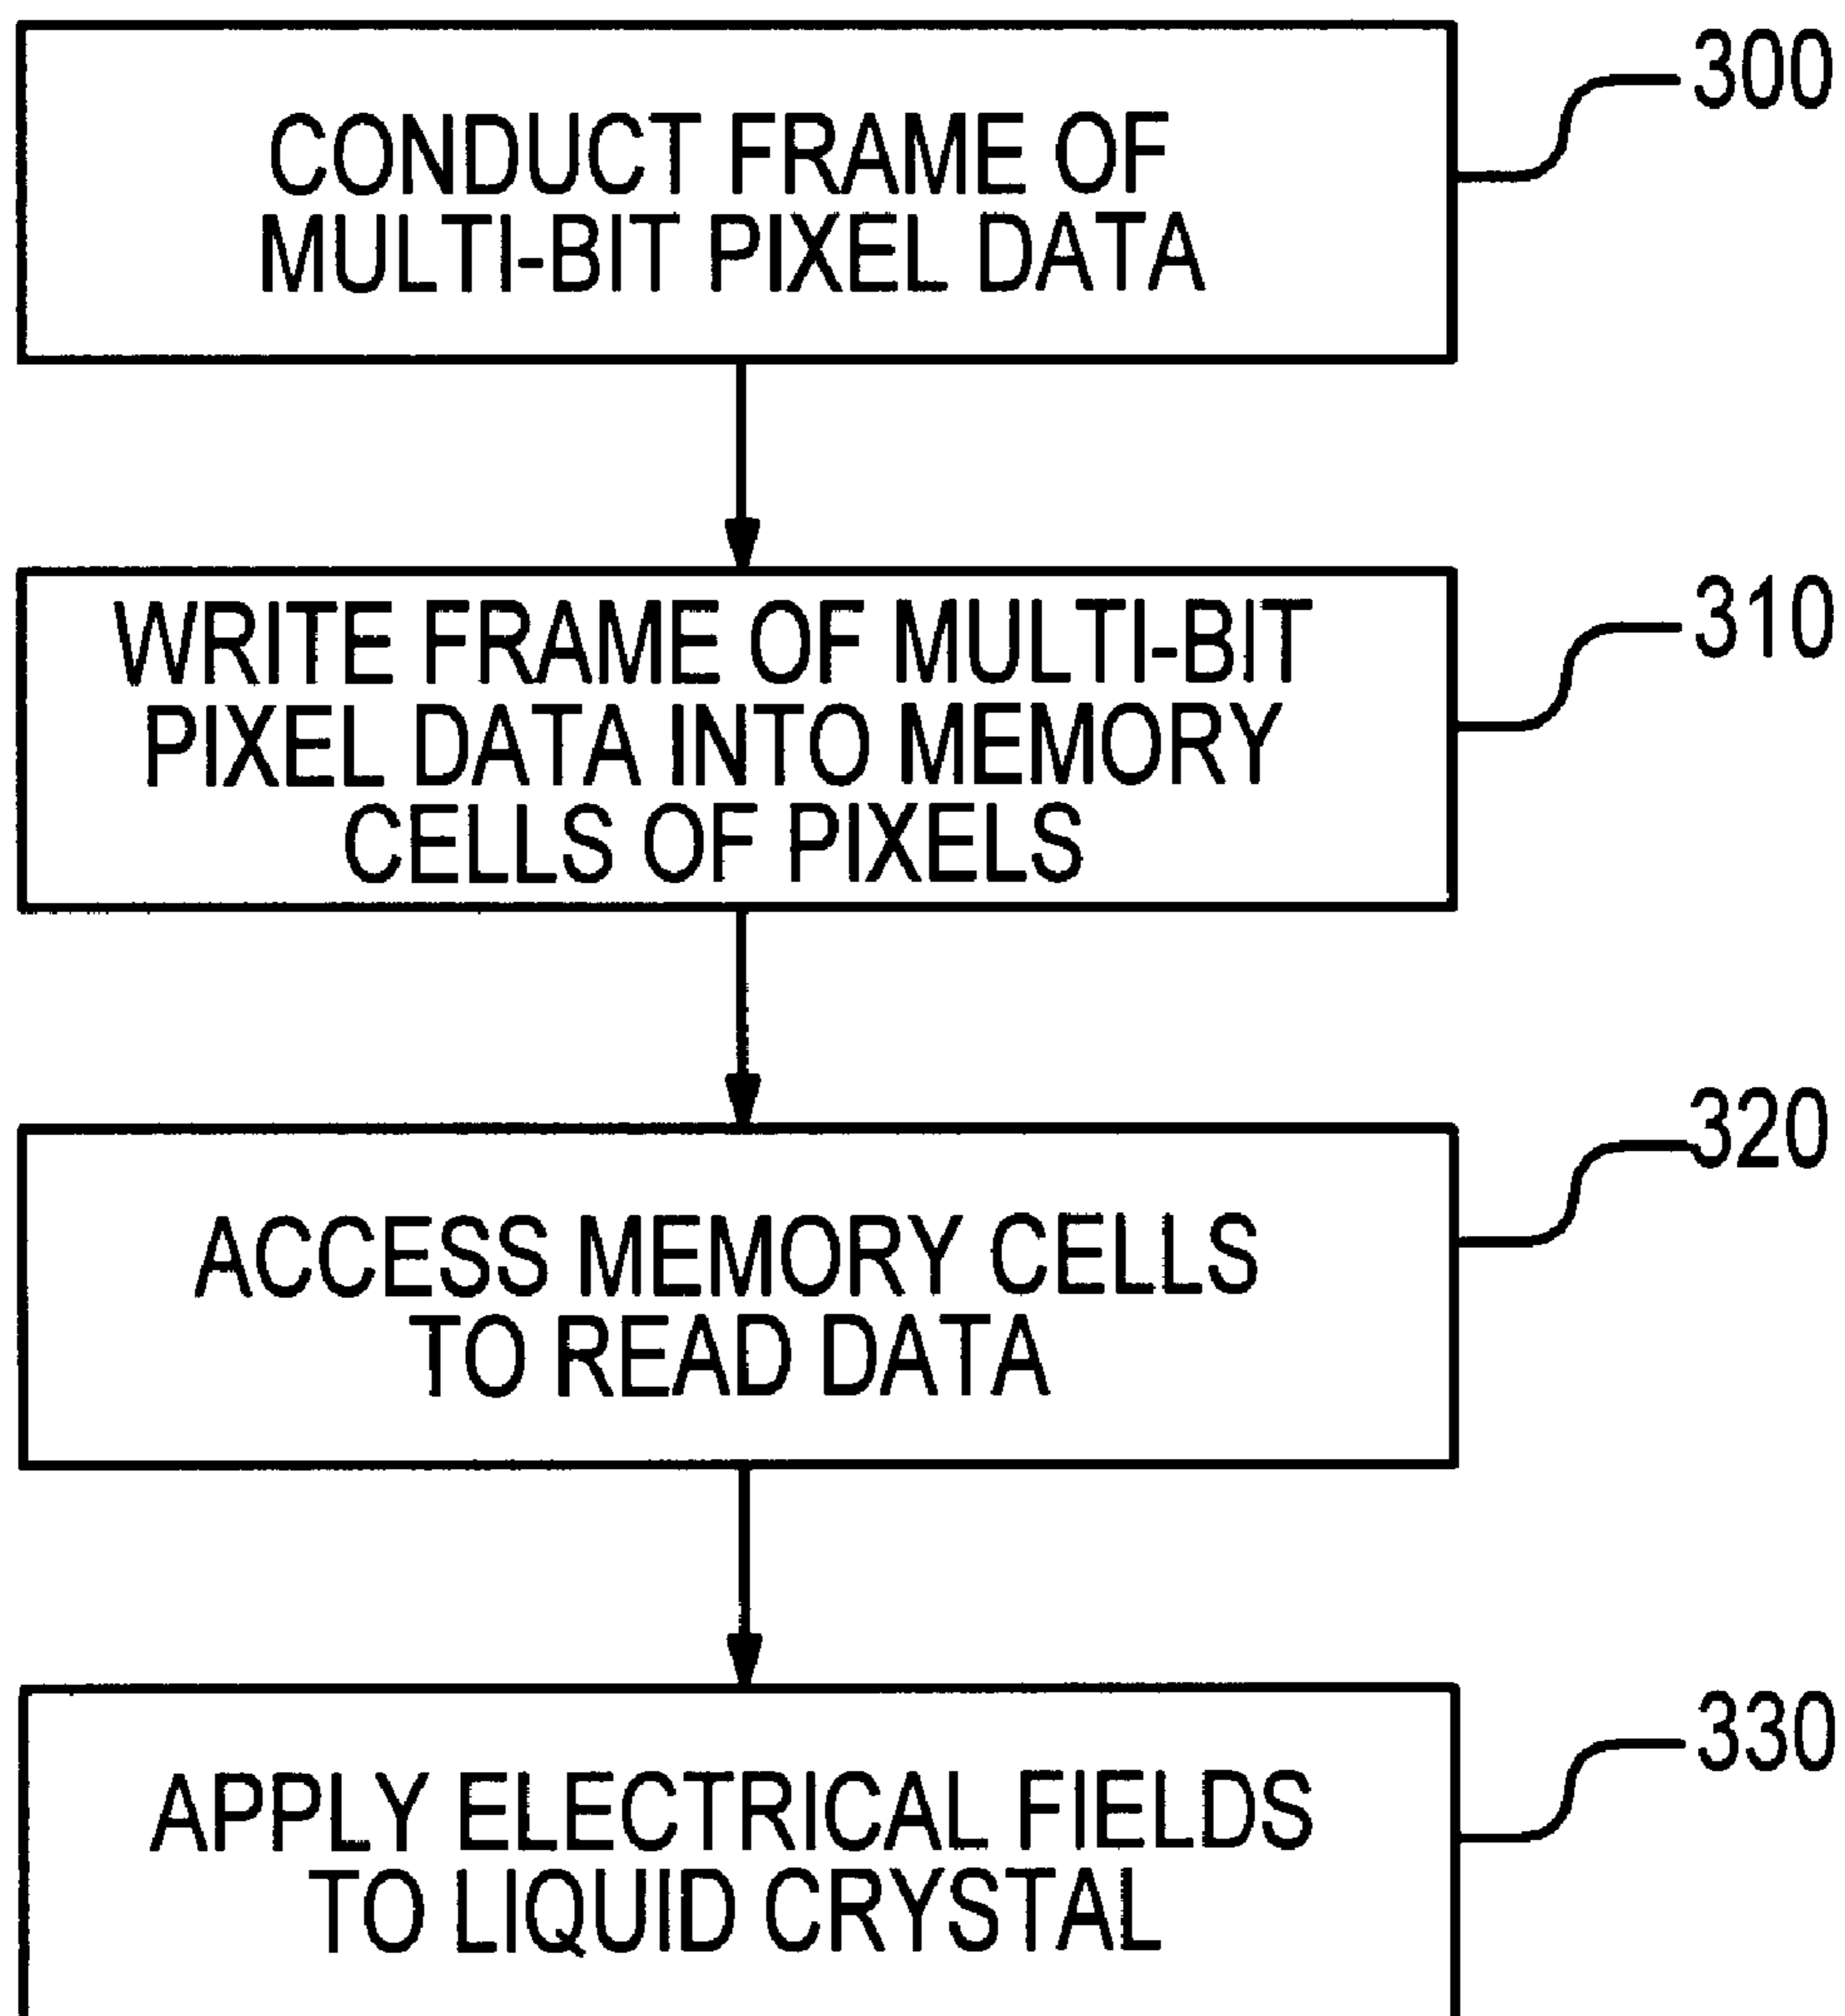 300
CONDUCT FRAME OF
MULTI-BIT PIXEL DATA
310
WRITE FRAME OF MULTI-BIT
PIXEL DATA INTO MEMORY
CELLS OF PIXELS
320
ACCESS MEMORY CELLS
TO READ DATA
330
APPLY ELECTRICAL FIELDS
TO LIQUID CRYSTAL